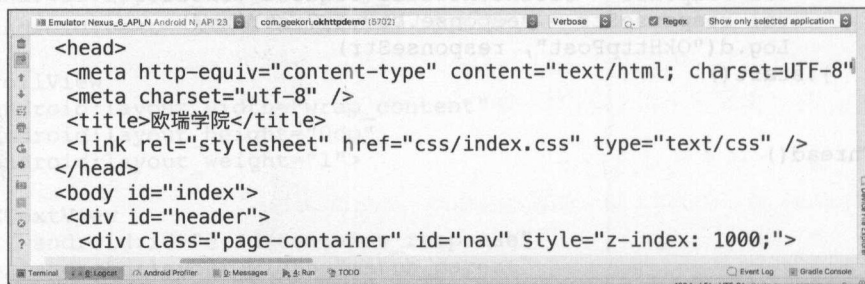 Emulator Nexus_6_API_N Android N, API 23 com.geekori.okhttpdemo (5702) Verbose Regex Show only selected application
<head>
<meta http-equiv="content-type" content="text/html; charset=UTF-8"
<meta charset="utf-8" />
<title>欧瑞学院</title>
<link rel="stylesheet" href="css/index.css" type="text/css" />
</head>
<body id="index">
<div id="header">
<div class="page-container" id="nav" style="z-index: 1000;">
Terminal 6: Logcat Android Profiler 0: Messages 4: Run TODO Event Log Gradle Console